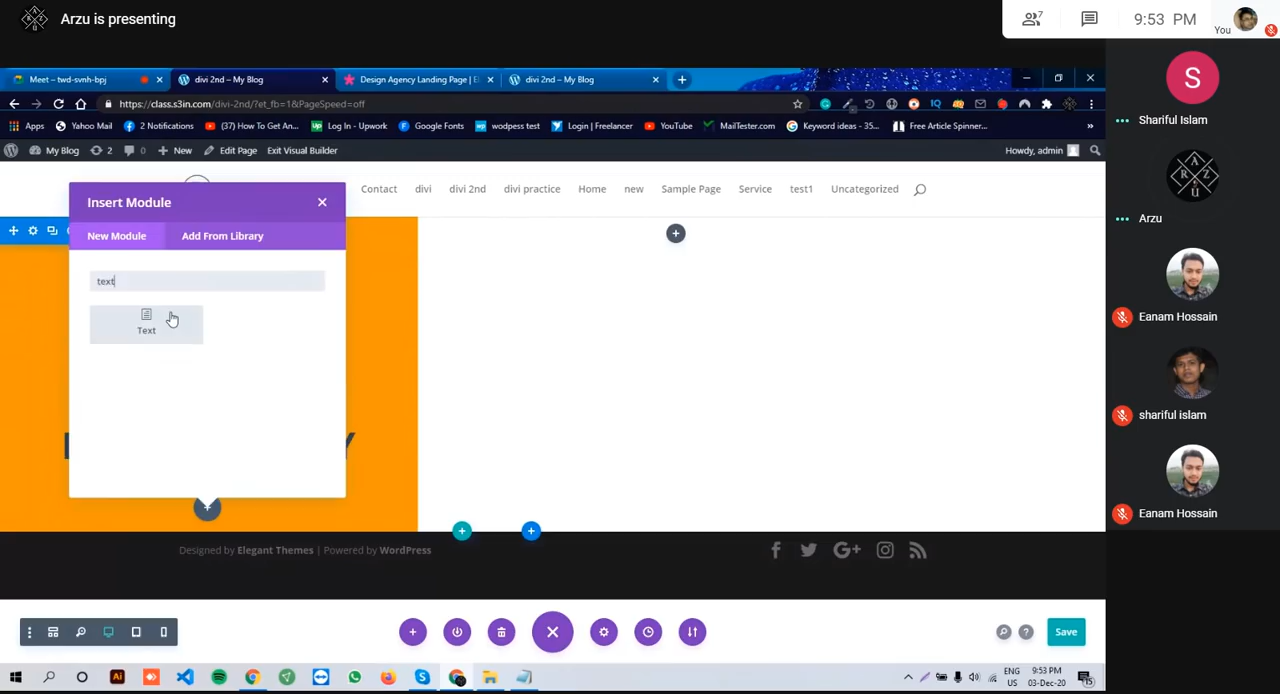 Arzu is presenting
7
9:53 PM
You
Meet – twd-svnh-bpj
divi 2nd – My Blog
Design Agency Landing Page | El
divi 2nd – My Blog
https://class.s3in.com/divi-2nd/?et_fb=1&PageSpeed=off
Apps
Yahoo Mail
2 Notifications
(37) How To Get An...
Log In - Upwork
Google Fonts
wodpess test
Login | Freelancer
YouTube
MailTester.com
Keyword ideas - 35...
Free Article Spinner...
My Blog
2
0
New
Edit Page
Exit Visual Builder
Howdy, admin
Contact
divi
divi 2nd
divi practice
Home
new
Sample Page
Service
test1
Uncategorized
Insert Module
New Module
Add From Library
text
Text
Y
Designed by Elegant Themes | Powered by WordPress
Save
ENG
US
9:53 PM
03-Dec-20
15
S
Shariful Islam
A
R Z
U
Arzu
Eanam Hossain
shariful islam
Eanam Hossain